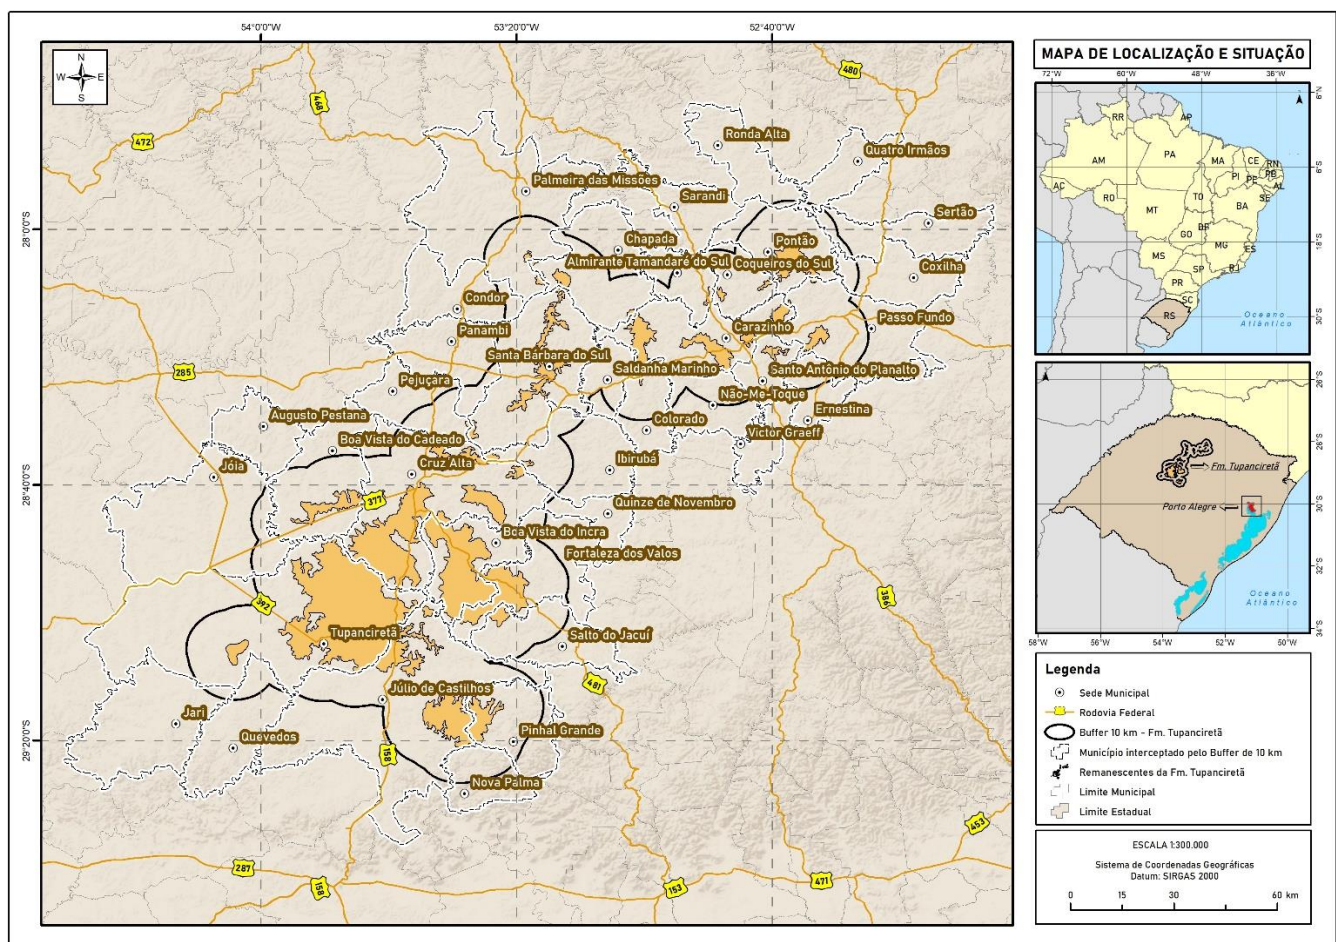 54°0'0"W
53°20'0"W
52°40'0"W
28°0'0"S
28°40'0"S
29°20'0"S
N
W E
S
480
468
472
Ronda Alta
Quatro Irmãos
Palmeira das Missões
Sarandi
Sertão
Chapada
Pontão
Almirante Tamandaré do Sul
Coqueiros do Sul
Coxilha
Condor
Panambi
Carazinho
Passo Fundo
Santa Bárbara do Sul
Saldanha Marinho
Santo Antônio do Planalto
285
Pejuçara
Não-Me-Toque
Augusto Pestana
Colorado
Ernestina
Boa Vista do Cadeado
Victor Graeff
Jóia
Cruz Alta
Ibirubá
377
Quinze de Novembro
Boa Vista do Incra
Fortaleza dos Valos
392
386
Tupanciretã
Salto do Jacuí
481
Júlio de Castilhos
Jari
Quevedos
Pinhal Grande
158
Nova Palma
453
287
158
153
471
MAPA DE LOCALIZAÇÃO E SITUAÇÃO
72°W 60°W 48°W 36°W
6°N
6°S
18°S
30°S
RR
AP
AM
PA
MA
CE
RN
PB
PI
PE
AL
AC
RO
TO
SE
MT
BA
DF
GO
MG
ES
MS
SP
RJ
PR
SC
RS
Oceano
Atlântico
26°S
28°S
30°S
32°S
34°S
Fm. Tupanciretã
Porto Alegre
Oceano
Atlântico
58°W 56°W 54°W 52°W 50°W
Legenda
Sede Municipal
Rodovia Federal
Buffer 10 km - Fm. Tupanciretã
Município interceptado pelo Buffer de 10 km
Remanescentes da Fm. Tupanciretã
Limite Municipal
Limite Estadual
ESCALA 1:300.000
Sistema de Coordenadas Geográficas
Datum: SIRGAS 2000
0 15 30 60 km